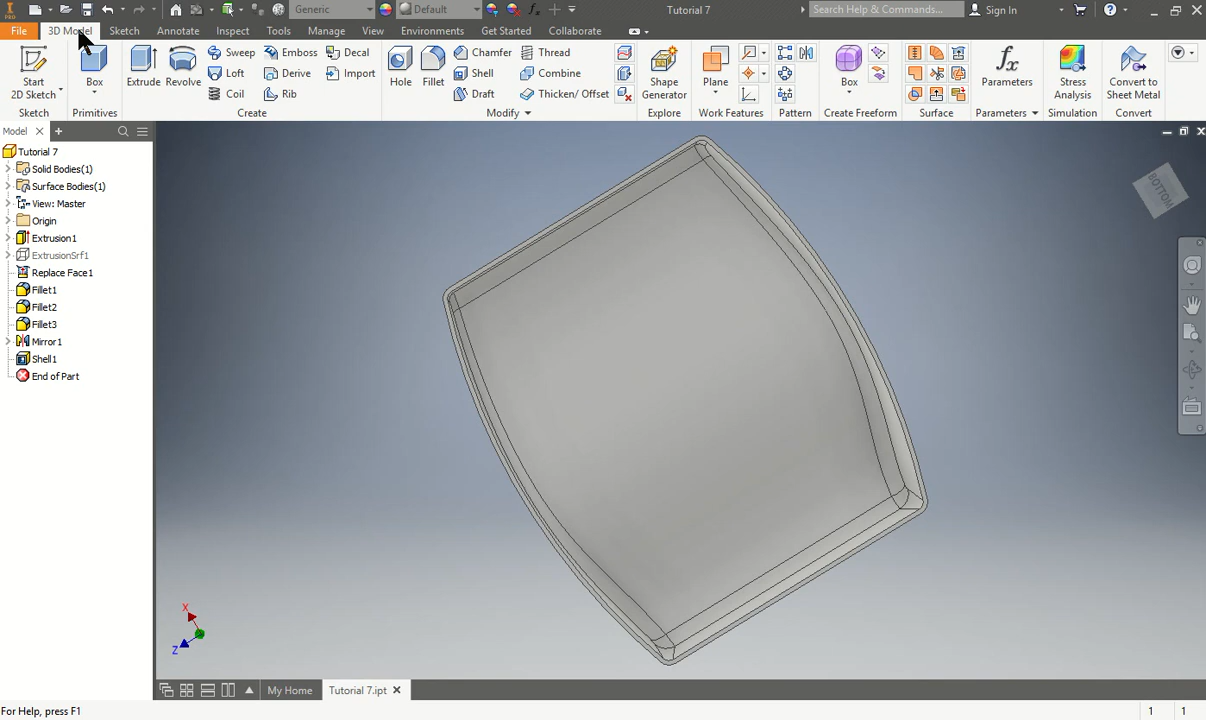 PRO Generic Default Tutorial 7 Search Help & Commands... Sign In
File 3D Model Sketch Annotate Inspect Tools Manage View Environments Get Started Collaborate
Start 2D Sketch Box Extrude Revolve Sweep Emboss Decal Hole Fillet Chamfer Thread Shape Generator Plane Box Parameters Stress Analysis Convert to Sheet Metal
Loft Derive Import Shell Combine
Coil Rib Draft Thicken/ Offset
Sketch Primitives Create Modify Explore Work Features Pattern Create Freeform Surface Parameters Simulation Convert
Model
Tutorial 7
Solid Bodies(1)
Surface Bodies(1)
View: Master
Origin
Extrusion1
ExtrusionSrf1
Replace Face1
Fillet1
Fillet2
Fillet3
Mirror1
Shell1
End of Part
BOTTOM
X
Z
My Home Tutorial 7.ipt
For Help, press F1 1 1